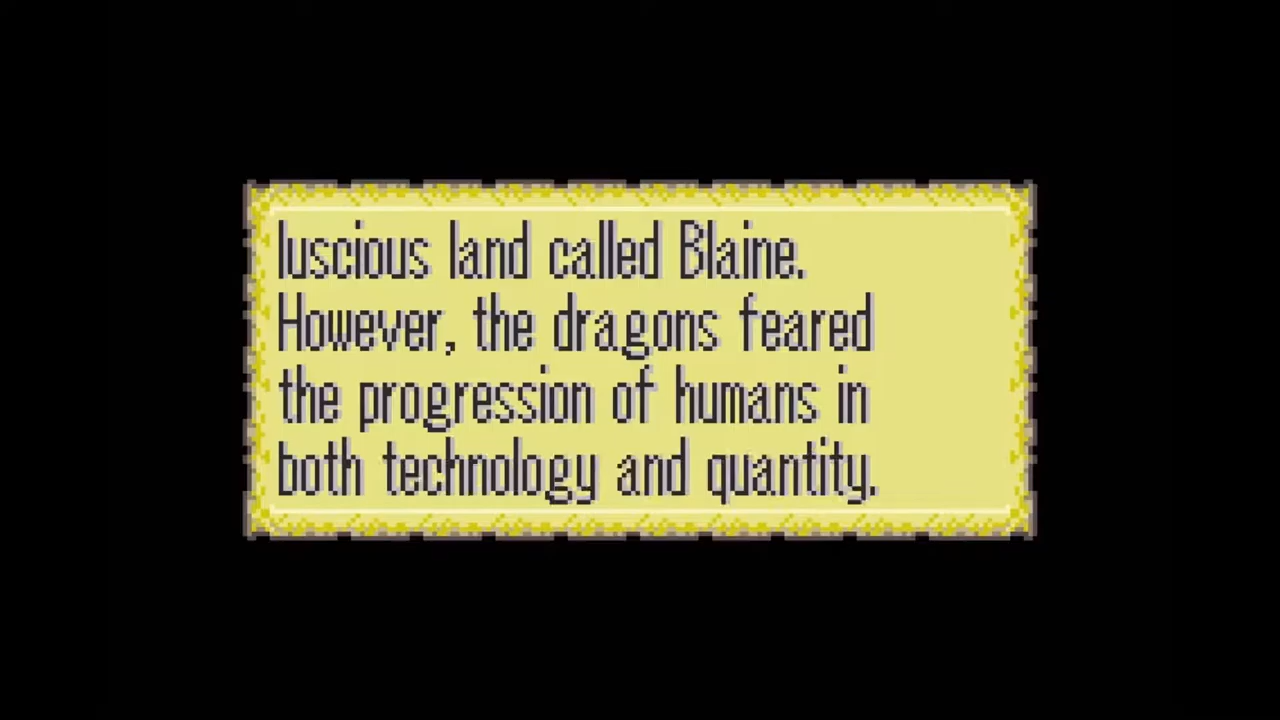 luscious land called Blaine.
However, the dragons feared
the progression of humans in
both technology and quantity.